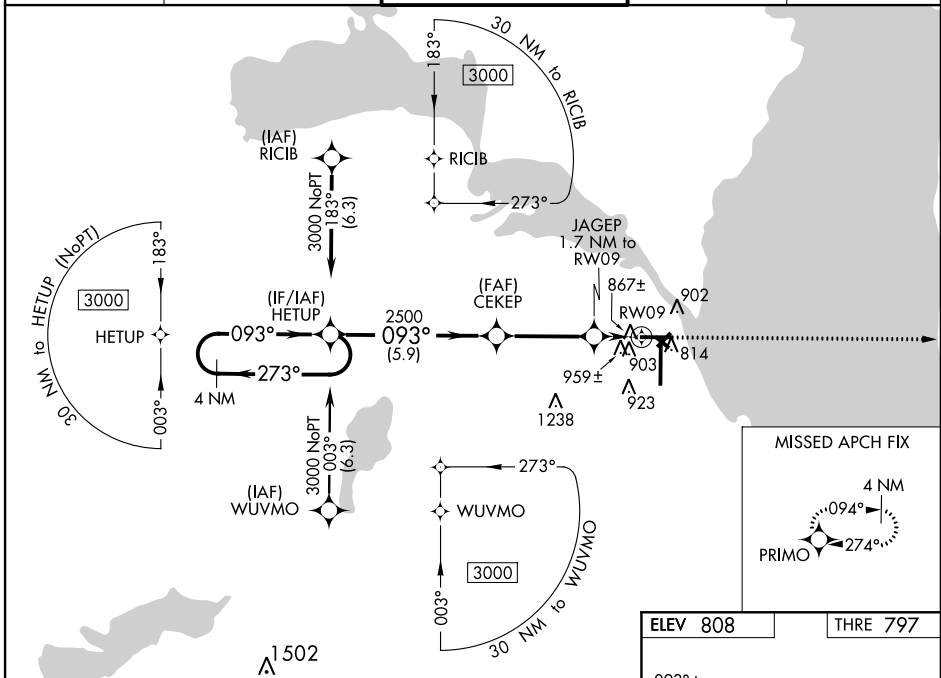 30 NM to RICIB
183°
3000
RICIB
273°
(IAF)
RICIB
3000 NoPT
183°
(6.3)
JAGEP
1.7 NM to
RW09
30 NM to HETUP (NoPT)
183°
3000
HETUP
003°
(IF/IAF)
HETUP
093°
273°
4 NM
2500
093°
(5.9)
(FAF)
CEKEP
867±
RW09
902
814
903
959±
923
1238
3000 NoPT
003°
(6.3)
(IAF)
WUVMO
273°
WUVMO
3000
003°
30 NM to WUVMO
MISSED APCH FIX
4 NM
094°
274°
PRIMO
1502
ELEV 808
THRE 797